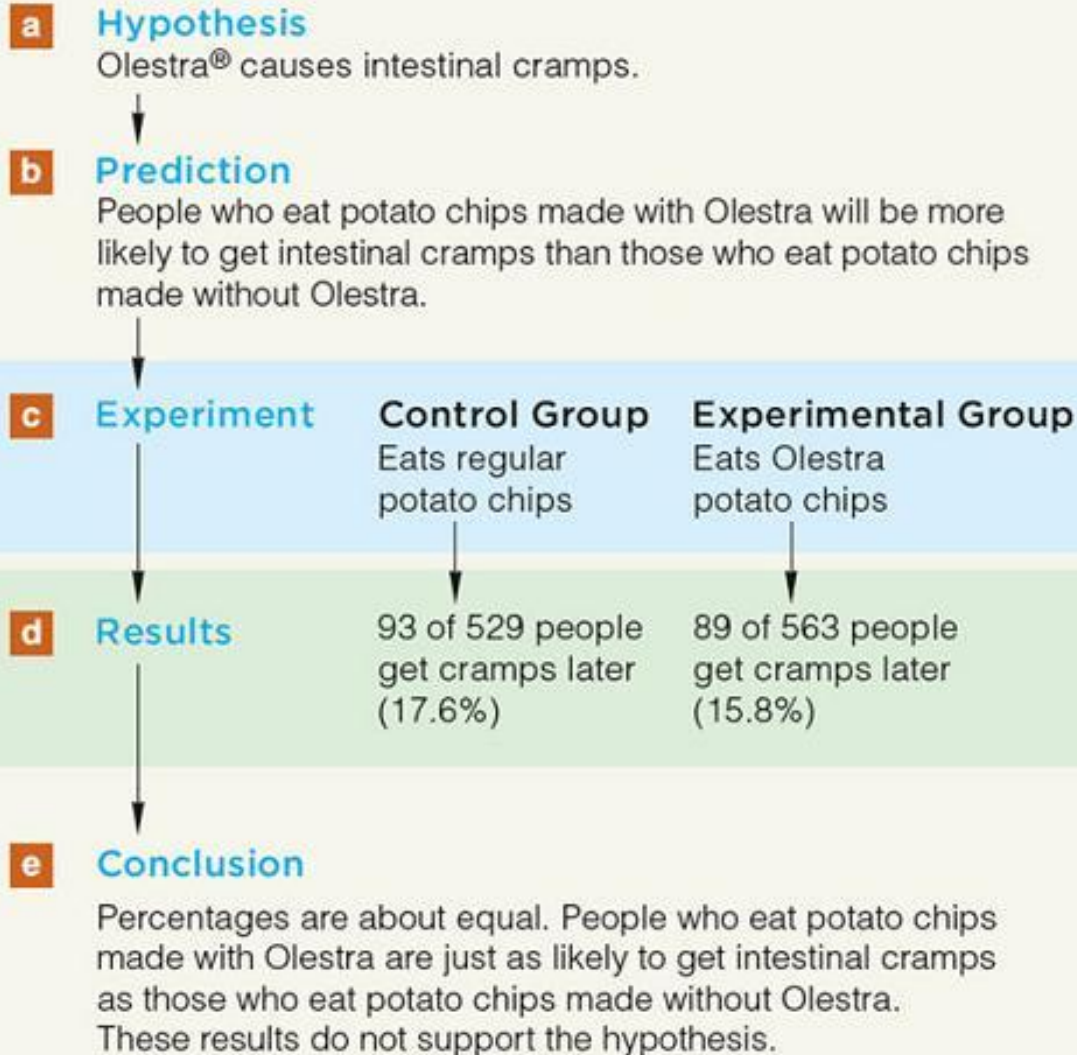 a Hypothesis
Olestra® causes intestinal cramps.
b Prediction
People who eat potato chips made with Olestra will be more
likely to get intestinal cramps than those who eat potato chips
made without Olestra.
c Experiment Control Group Experimental Group
Eats regular Eats Olestra
potato chips potato chips
d Results 93 of 529 people 89 of 563 people
get cramps later get cramps later
(17.6%) (15.8%)
e Conclusion
Percentages are about equal. People who eat potato chips
made with Olestra are just as likely to get intestinal cramps
as those who eat potato chips made without Olestra.
These results do not support the hypothesis.